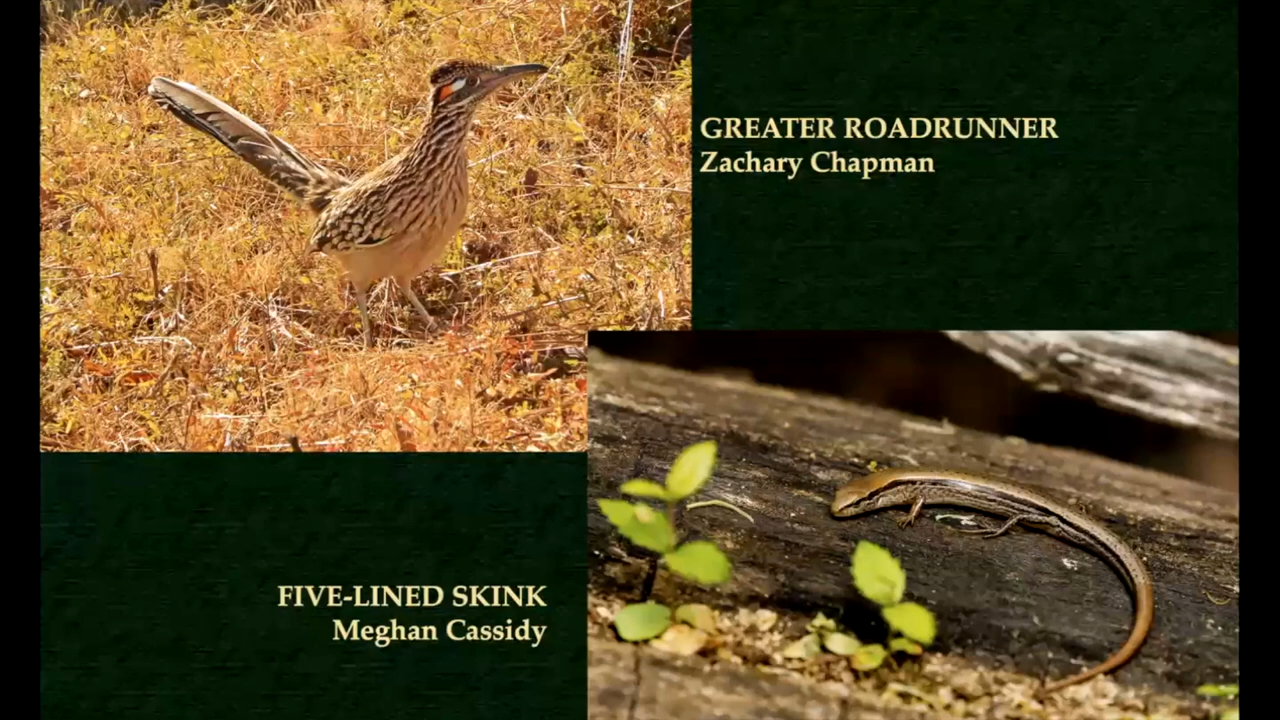 GREATER ROADRUNNER
Zachary Chapman
FIVE-LINED SKINK
Meghan Cassidy